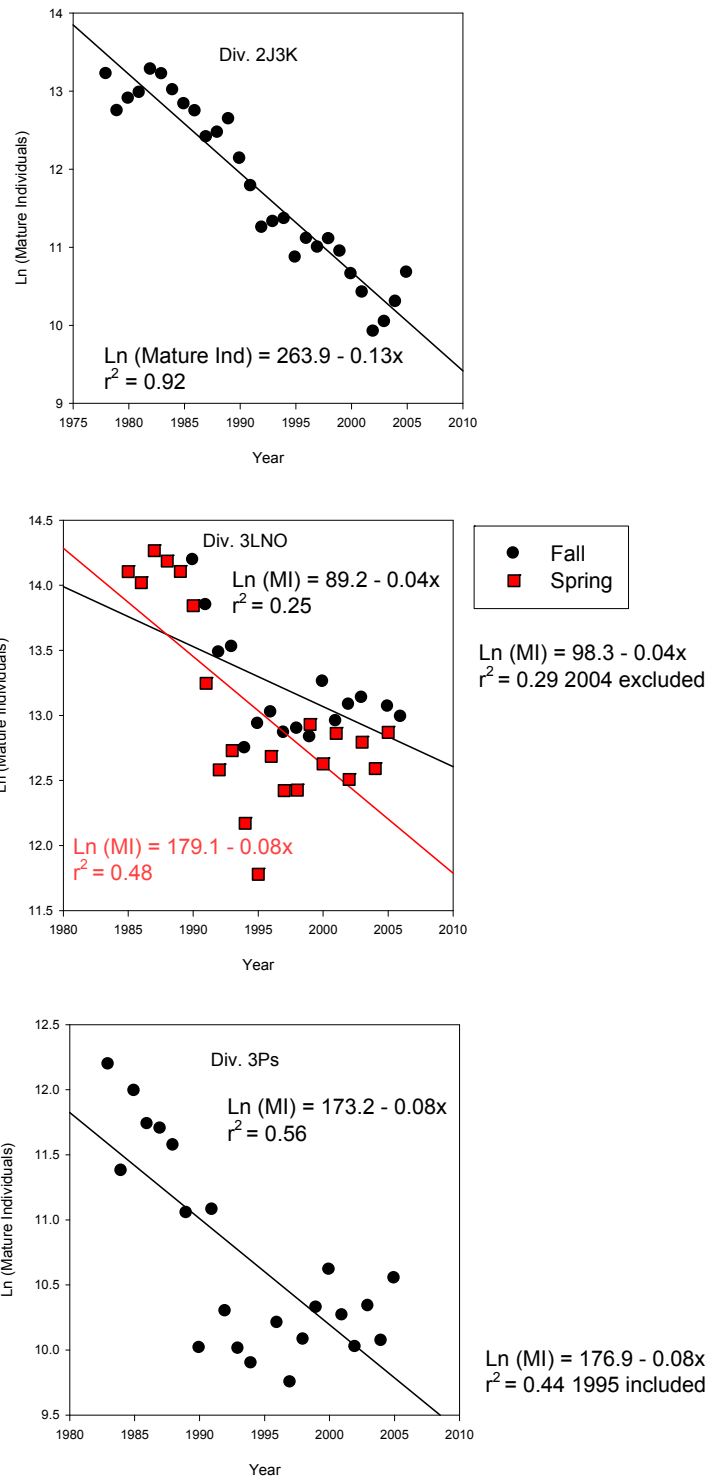 14
13
12
11
10
9
Ln (Mature Individuals)
Div. 2J3K
Ln (Mature Ind) = 263.9 - 0.13x
r² = 0.92
1975 1980 1985 1990 1995 2000 2005 2010
Year
14.5
14.0
13.5
13.0
12.5
12.0
11.5
Ln (Mature Individuals)
Div. 3LNO
Ln (MI) = 89.2 - 0.04x
r² = 0.25
Ln (MI) = 179.1 - 0.08x
r² = 0.48
1980 1985 1990 1995 2000 2005 2010
Year
Fall
Spring
Ln (MI) = 98.3 - 0.04x
r² = 0.29 2004 excluded
12.5
12.0
11.5
11.0
10.5
10.0
9.5
Ln (Mature Individuals)
Div. 3Ps
Ln (MI) = 173.2 - 0.08x
r² = 0.56
1980 1985 1990 1995 2000 2005 2010
Year
Ln (MI) = 176.9 - 0.08x
r² = 0.44 1995 included